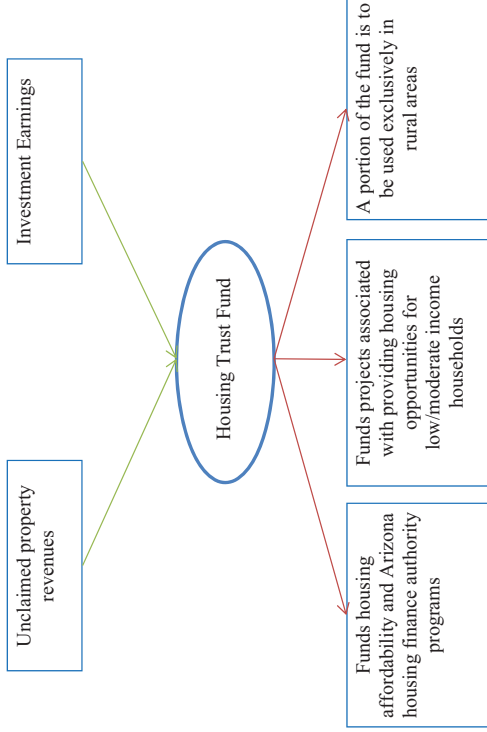 Unclaimed property
revenues
Investment Earnings
Housing Trust Fund
Funds housing
affordability and Arizona
housing finance authority
programs
Funds projects associated
with providing housing
opportunities for
low/moderate income
households
A portion of the fund is to
be used exclusively in
rural areas